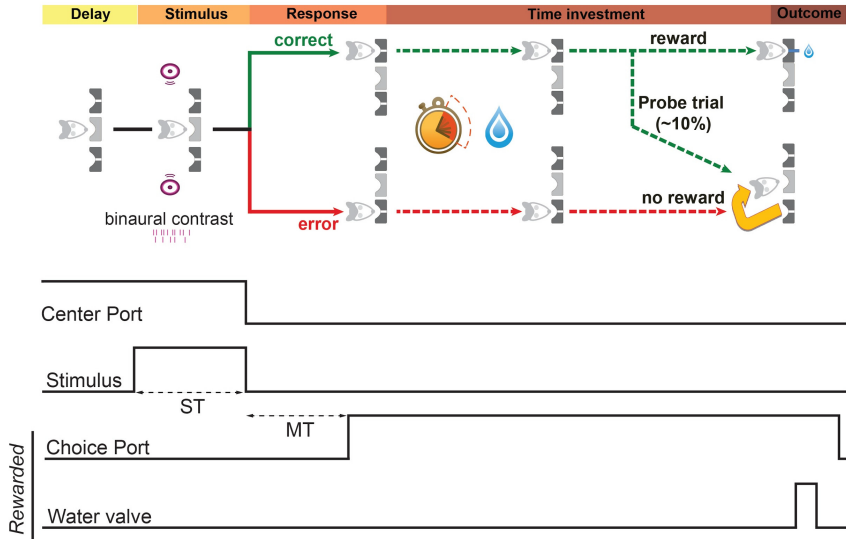 Delay
Stimulus
Response
Time investment
Outcome
correct
reward
Probe trial
(~10%)
binaural contrast
error
no reward
Center Port
Stimulus
ST
MT
Choice Port
Rewarded
Water valve